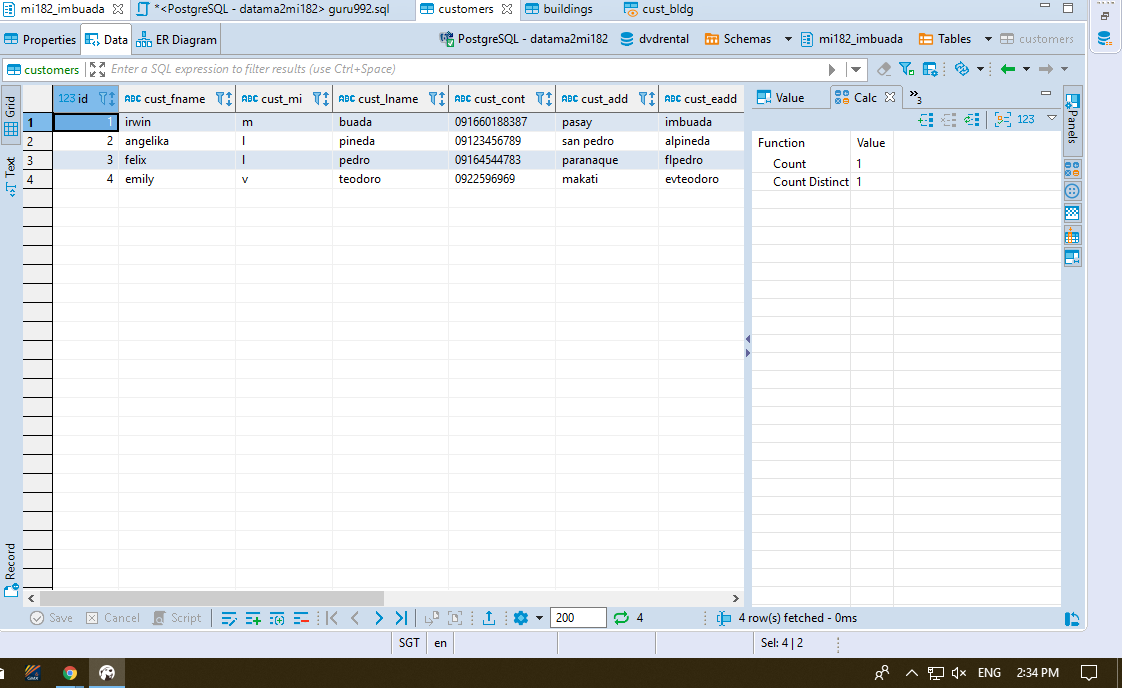 mi182_imbuada *<PostgreSQL - datama2mi182> guru992.sql customers buildings cust_bldg
Properties Data ER Diagram PostgreSQL - datama2mi182 dvdrental Schemas mi182_imbuada Tables customers
customers Enter a SQL expression to filter results (use Ctrl+Space)
Grid
Text
Record
123 id ABC cust_fname ABC cust_mi ABC cust_lname ABC cust_cont ABC cust_add ABC cust_eadd
1 1 irwin m buada 091660188387 pasay imbuada
2 2 angelika l pineda 09123456789 san pedro alpineda
3 3 felix l pedro 09164544783 paranaque flpedro
4 4 emily v teodoro 0922596969 makati evteodoro
Value Calc »3
123
Function Value
Count 1
Count Distinct 1
Panels
Save Cancel Script 200 4 4 row(s) fetched - 0ms
SGT en Sel: 4 | 2
ENG 2:34 PM